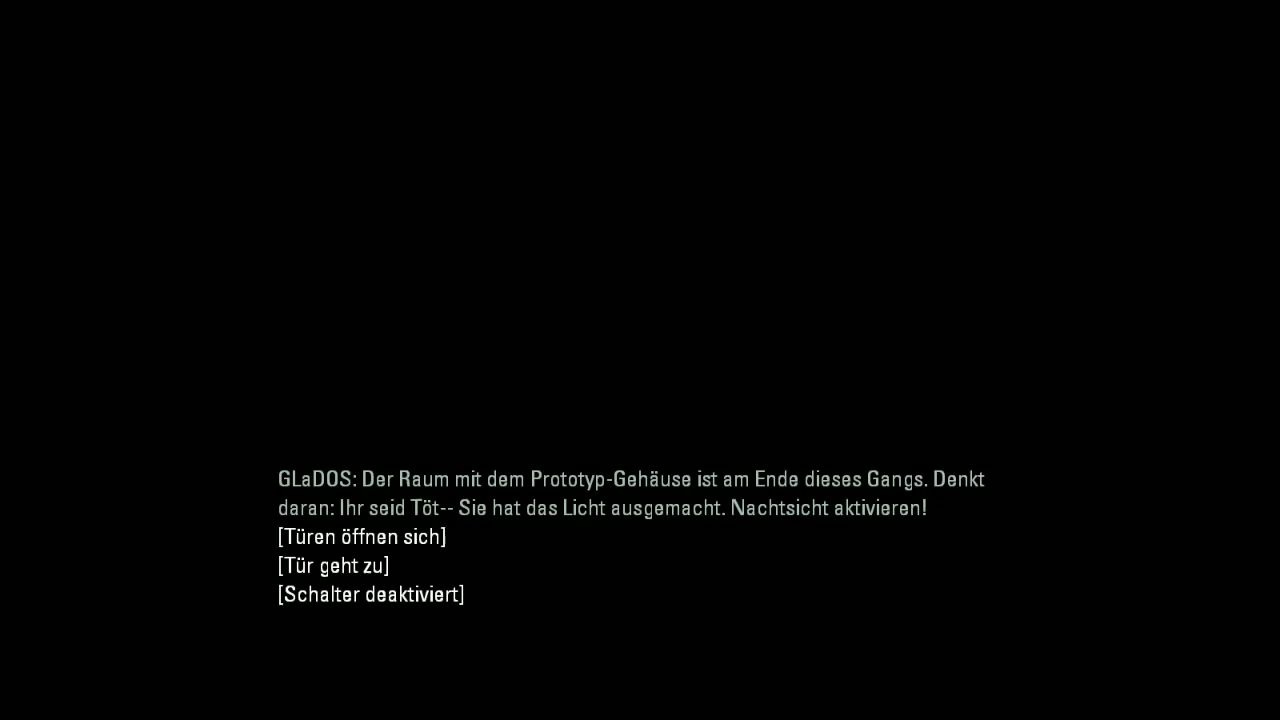 GLaDOS: Der Raum mit dem Prototyp-Gehäuse ist am Ende dieses Gangs. Denkt
daran: Ihr seid Töt-- Sie hat das Licht ausgemacht. Nachtsicht aktivieren!
[Türen öffnen sich]
[Tür geht zu]
[Schalter deaktiviert]